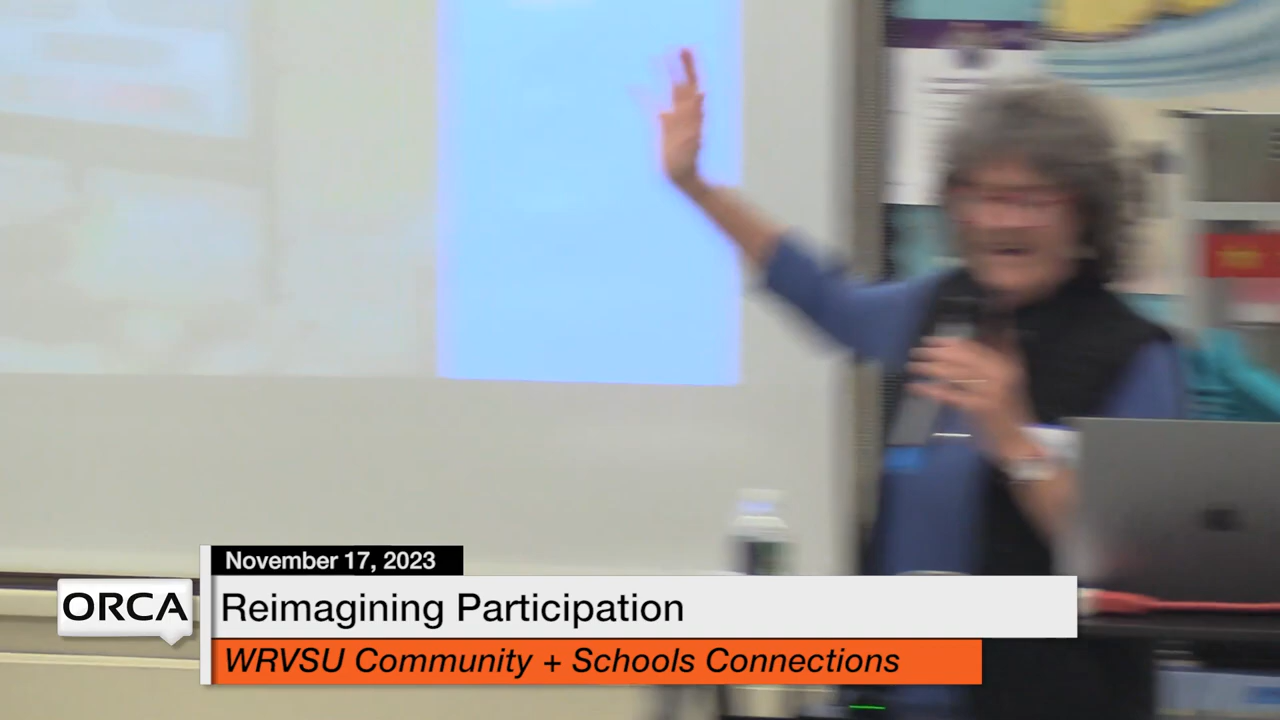 November 17, 2023
ORCA
Reimagining Participation
WRVSU Community + Schools Connections